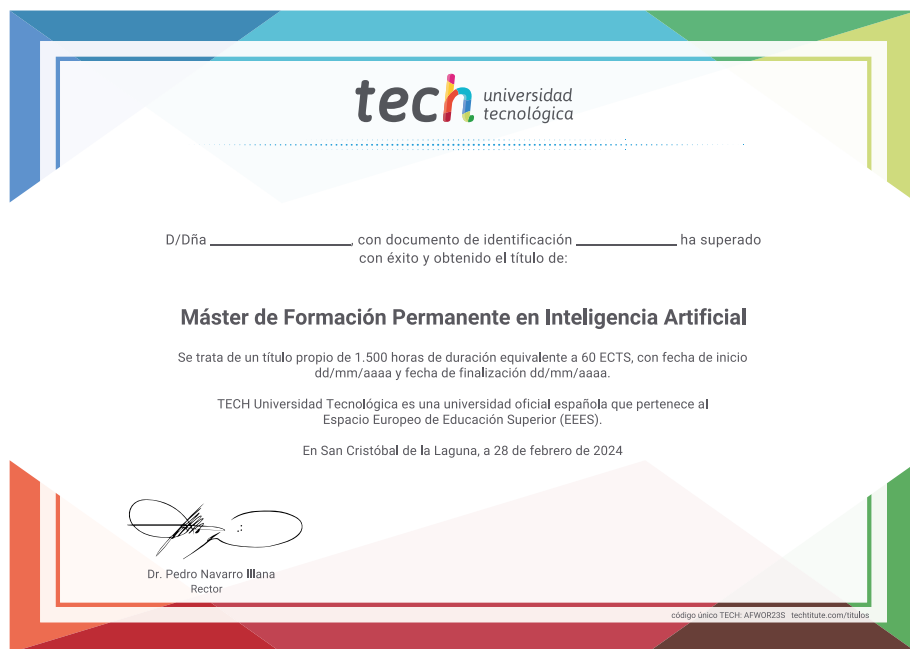 tech universidad
tecnológica
D/Dña ________________, con documento de identificación ____________ ha superado
con éxito y obtenido el título de:
Máster de Formación Permanente en Inteligencia Artificial
Se trata de un título propio de 1.500 horas de duración equivalente a 60 ECTS, con fecha de inicio
dd/mm/aaaa y fecha de finalización dd/mm/aaaa.
TECH Universidad Tecnológica es una universidad oficial española que pertenece al
Espacio Europeo de Educación Superior (EEES).
En San Cristóbal de la Laguna, a 28 de febrero de 2024
Dr. Pedro Navarro Illana
Rector
código único TECH: AFWOR23S techtitute.com/titulos